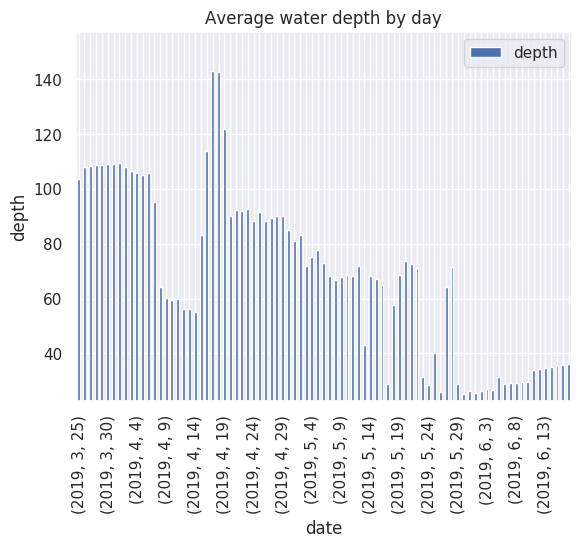 Average water depth by day
depth
140
120
100
80
60
40
depth
(2019, 3, 25)
(2019, 3, 30)
(2019, 4, 4)
(2019, 4, 9)
(2019, 4, 14)
(2019, 4, 19)
(2019, 4, 24)
(2019, 4, 29)
(2019, 5, 4)
(2019, 5, 9)
(2019, 5, 14)
(2019, 5, 19)
(2019, 5, 24)
(2019, 5, 29)
(2019, 6, 3)
(2019, 6, 8)
(2019, 6, 13)
date